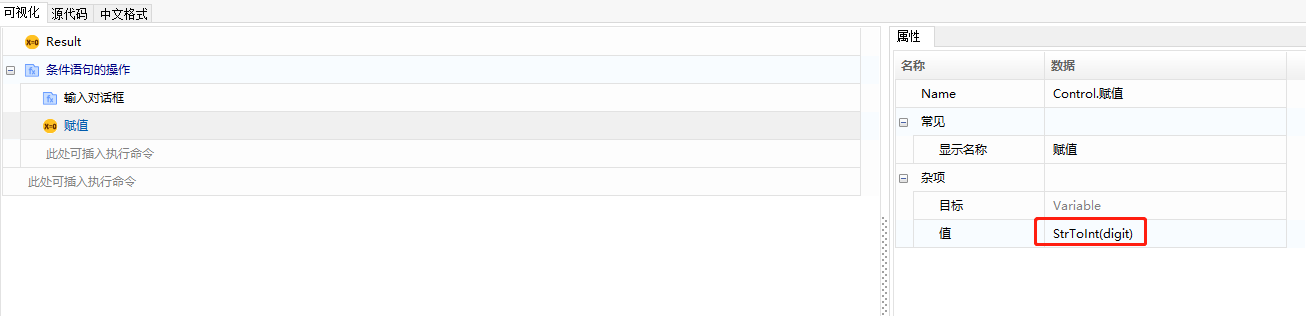 可视化 源代码 中文格式
Result
条件语句的操作
输入对话框
赋值
此处可插入执行命令
此处可插入执行命令
属性
名称 数据
Name Control.赋值
常见
显示名称 赋值
杂项
目标 Variable
值 StrToInt(digit)